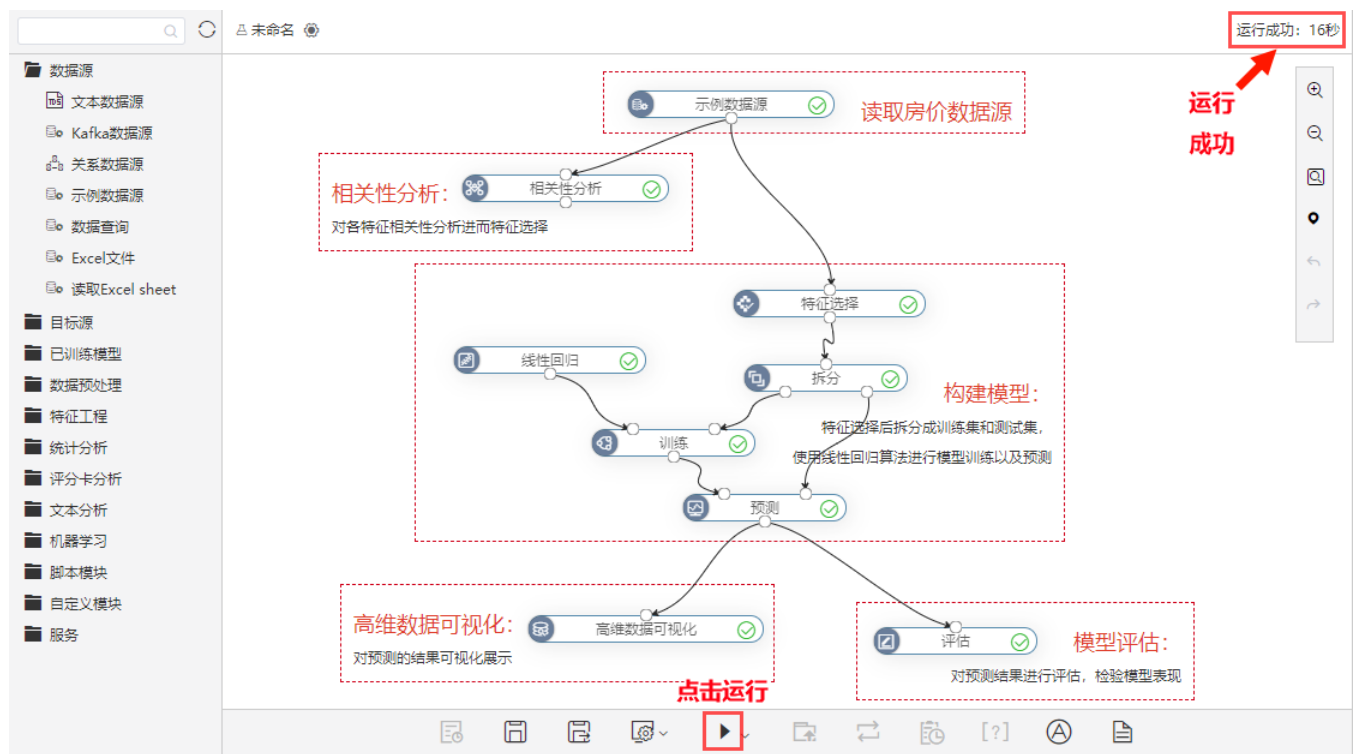 未命名
运行成功：16秒
数据源
文本数据源
Kafka数据源
关系数据源
示例数据源
数据查询
Excel文件
读取Excel sheet
目标源
已训练模型
数据预处理
特征工程
统计分析
评分卡分析
文本分析
机器学习
脚本模块
自定义模块
服务
示例数据源
读取房价数据源
运行
成功
相关性分析：
相关性分析
对各特征相关性分析进而特征选择
特征选择
线性回归
拆分
构建模型：
特征选择后拆分成训练集和测试集，
训练
使用线性回归算法进行模型训练以及预测
预测
高维数据可视化：
高维数据可视化
对预测的结果可视化展示
评估
模型评估：
对预测结果进行评估，检验模型表现
点击运行
[?]